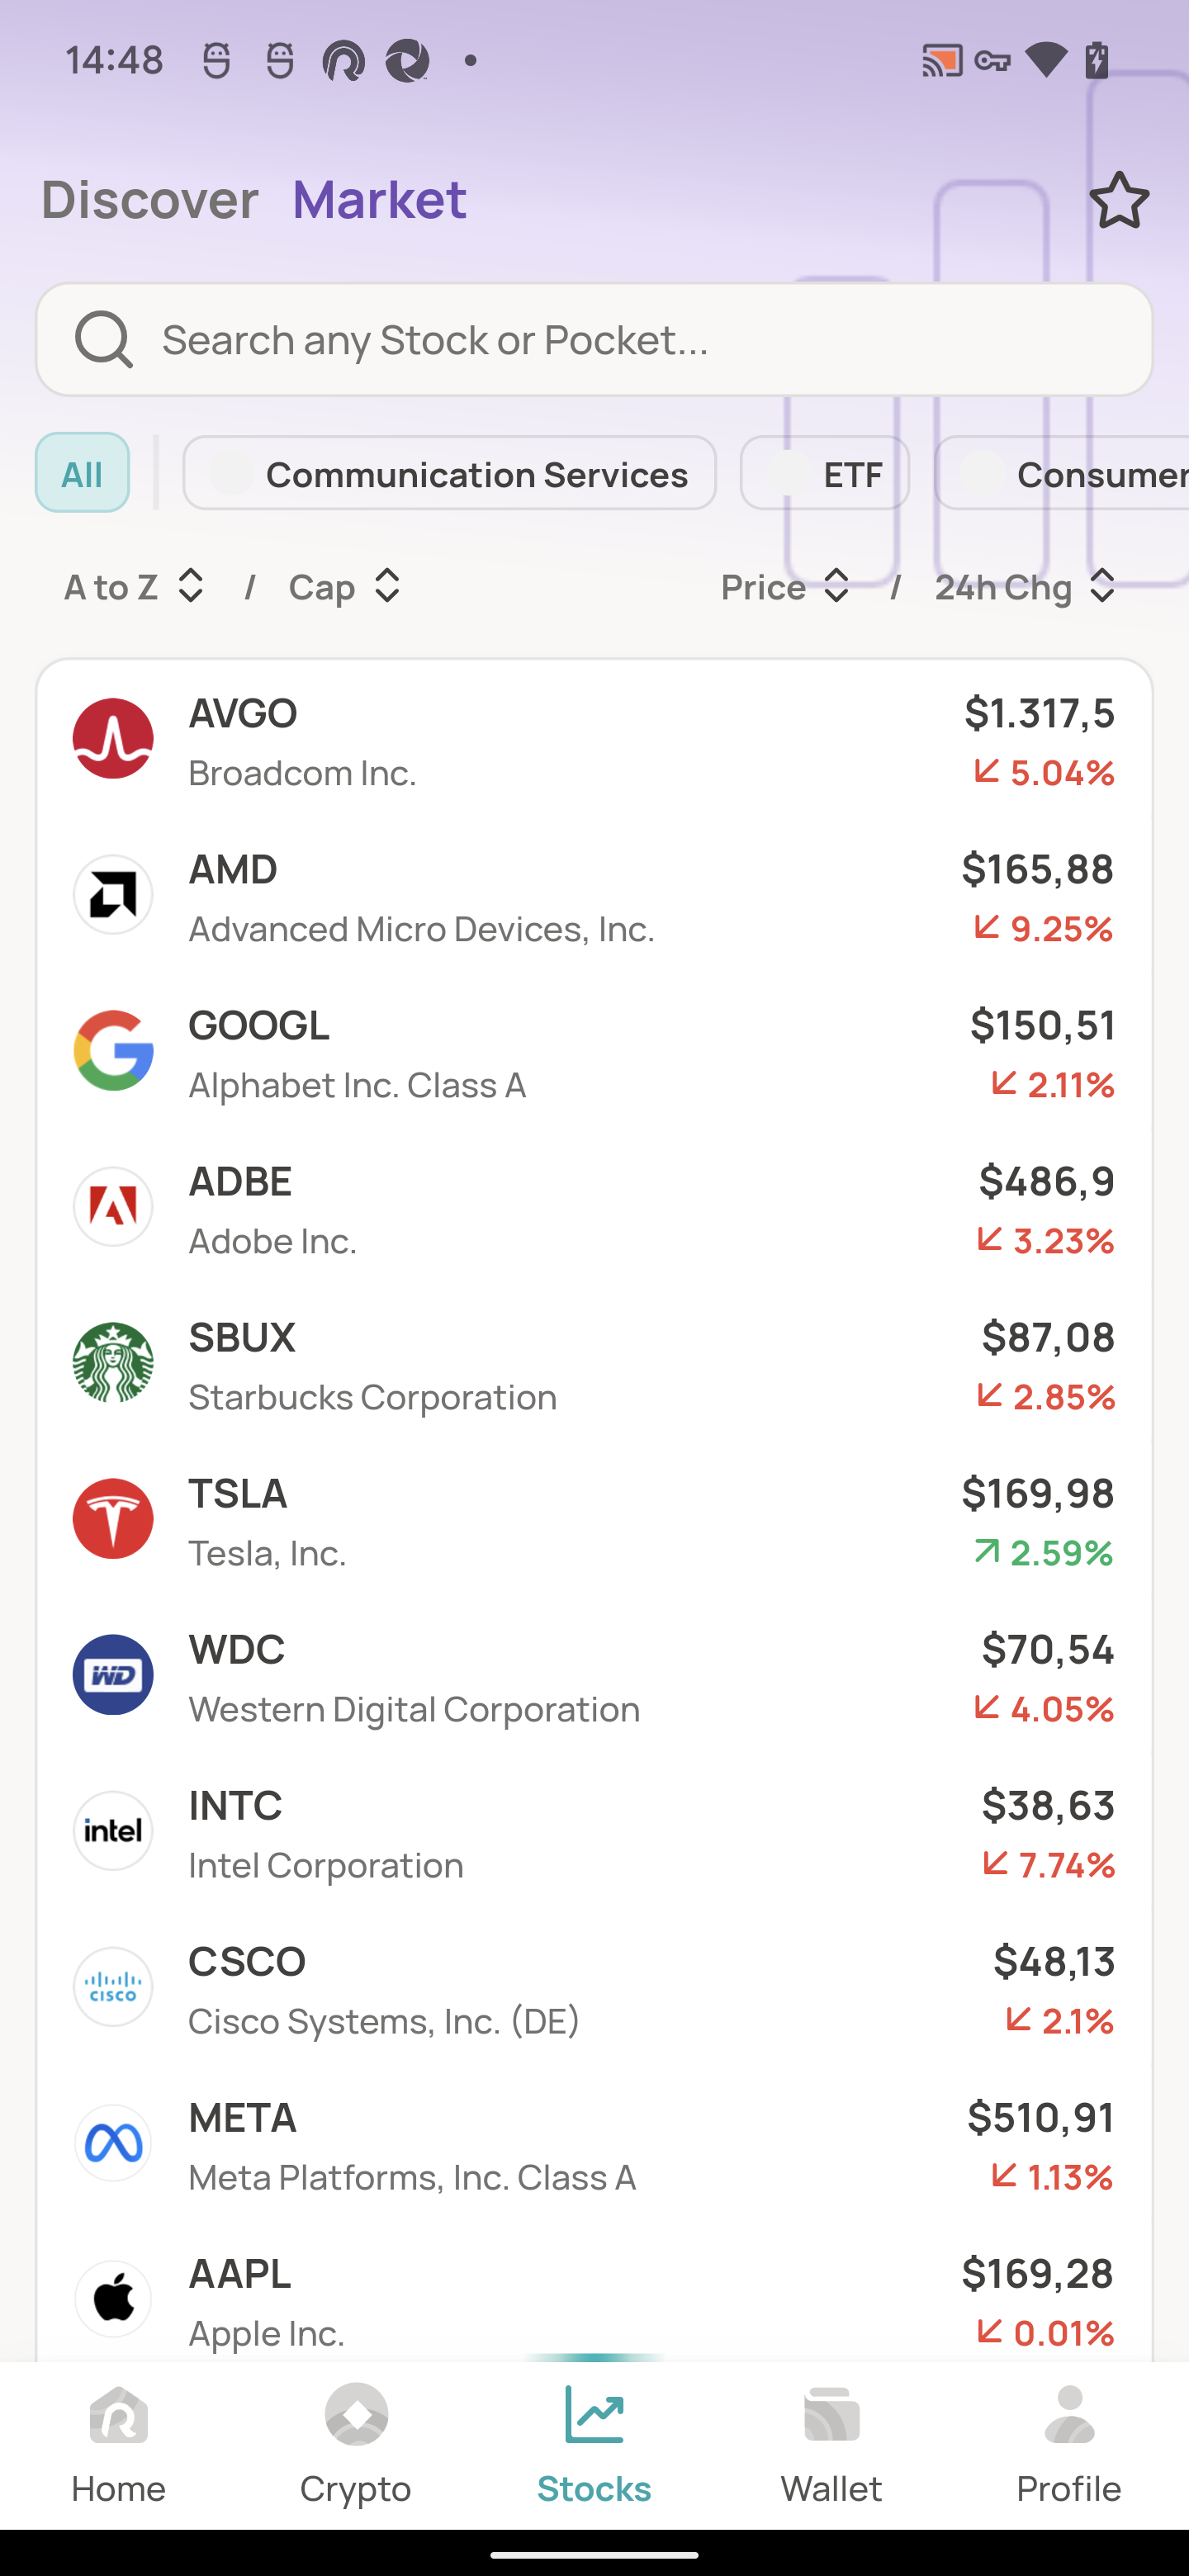 14:48
Discover Market
Search any Stock or Pocket...
All Communication Services ETF Consumer
A to Z / Cap Price / 24h Chg
AVGO $1.317,5
Broadcom Inc. 5.04%
AMD $165,88
Advanced Micro Devices, Inc. 9.25%
GOOGL $150,51
Alphabet Inc. Class A 2.11%
ADBE $486,9
Adobe Inc. 3.23%
SBUX $87,08
Starbucks Corporation 2.85%
TSLA $169,98
Tesla, Inc. 2.59%
WD
WDC $70,54
Western Digital Corporation 4.05%
intel
INTC $38,63
Intel Corporation 7.74%
CISCO
CSCO $48,13
Cisco Systems, Inc. (DE) 2.1%
META $510,91
Meta Platforms, Inc. Class A 1.13%
AAPL $169,28
Apple Inc. 0.01%
Home Crypto Stocks Wallet Profile